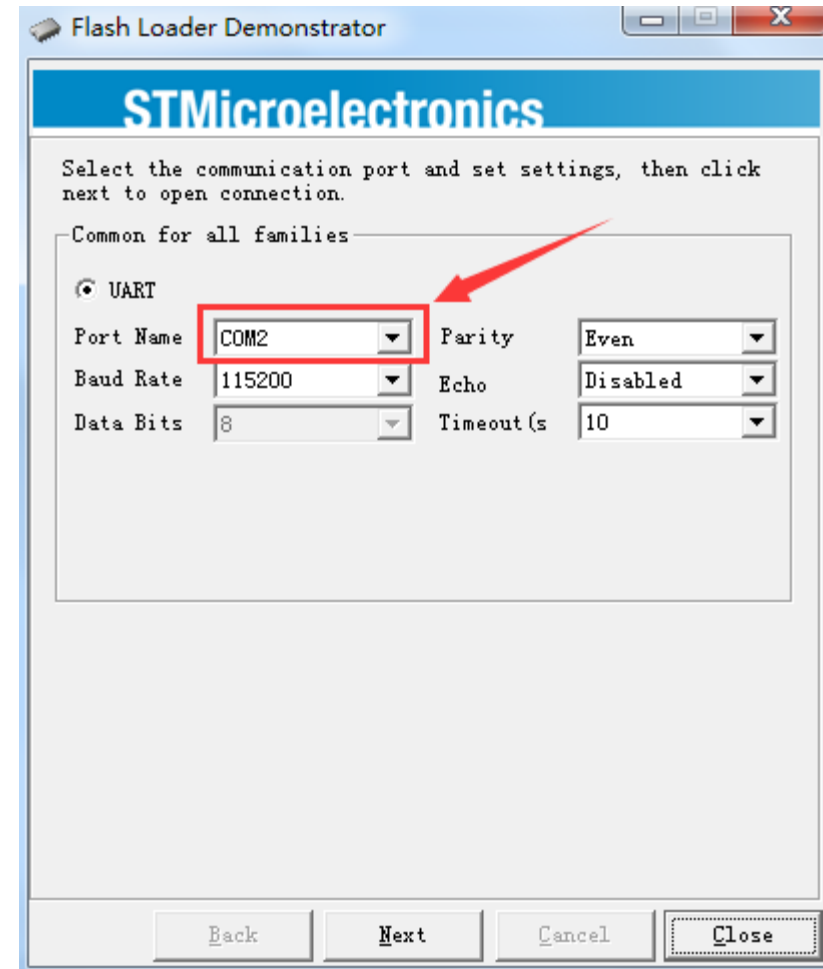 Flash Loader Demonstrator
STMicroelectronics
Select the communication port and set settings, then click
next to open connection.
Common for all families
UART
Port Name COM2 Parity Even
Baud Rate 115200 Echo Disabled
Data Bits 8 Timeout(s 10
Back Next Cancel Close